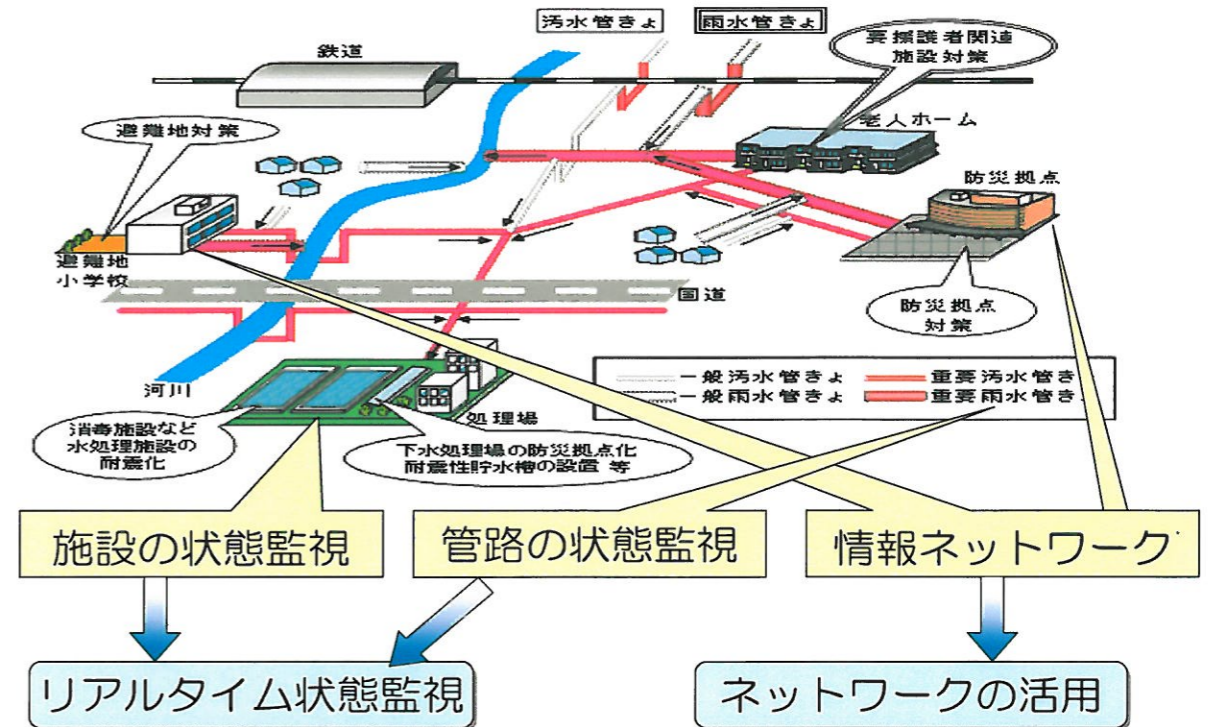 汚水管きょ
雨水管きょ
要援護者関連
施設対策
鉄道
避難地対策
老人ホーム
防災拠点
避難地
小学校
国道
防災拠点
対策
河川
処理場
一般汚水管きょ
重要汚水管き
一般雨水管きょ
重要雨水管き
消毒施設など
水処理施設の
耐震化
下水処理場の防災拠点化
耐震性貯水槽の設置 等
施設の状態監視
管路の状態監視
情報ネットワーク
リアルタイム状態監視
ネットワークの活用